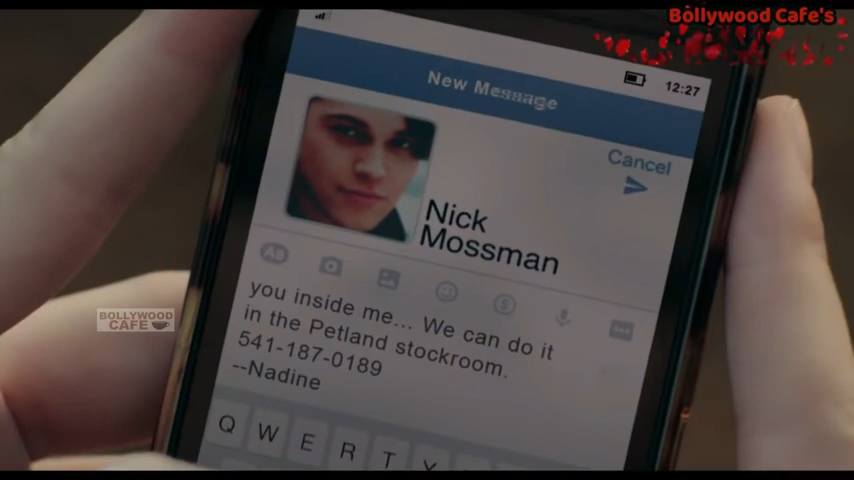 Bollywood Cafe's
12:27
New Message
Cancel
Nick
Mossman
Aa
you inside me... We can do it
in the Petland stockroom.
541-187-0189
--Nadine
BOLLYWOOD
CAFE
Q W E R T Y